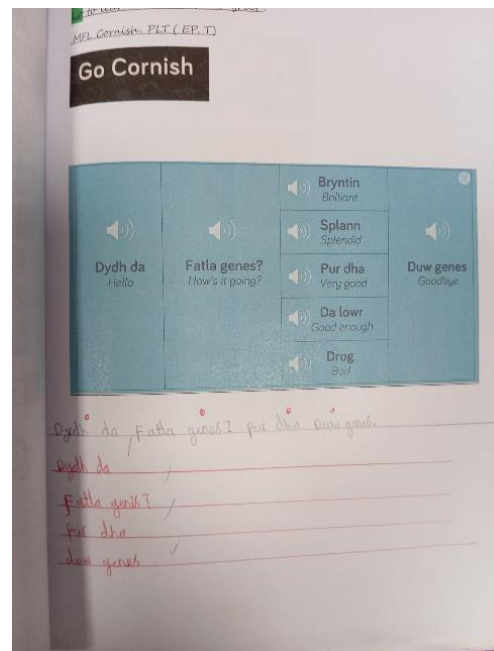 MFL Cornish PLT (EP, T)
Go Cornish
Dydh da
Hello
Fatla genes?
How's it going?
Bryntin
Brilliant
Splann
Splendid
Pur dha
Very good
Da lowr
Good enough
Drog
Bad
Duw genes
Goodbye
Dydh da, Fatla genes? Pur dha Duw genes.
Dydh da
Fatla genis?
Pur dha
duw genes